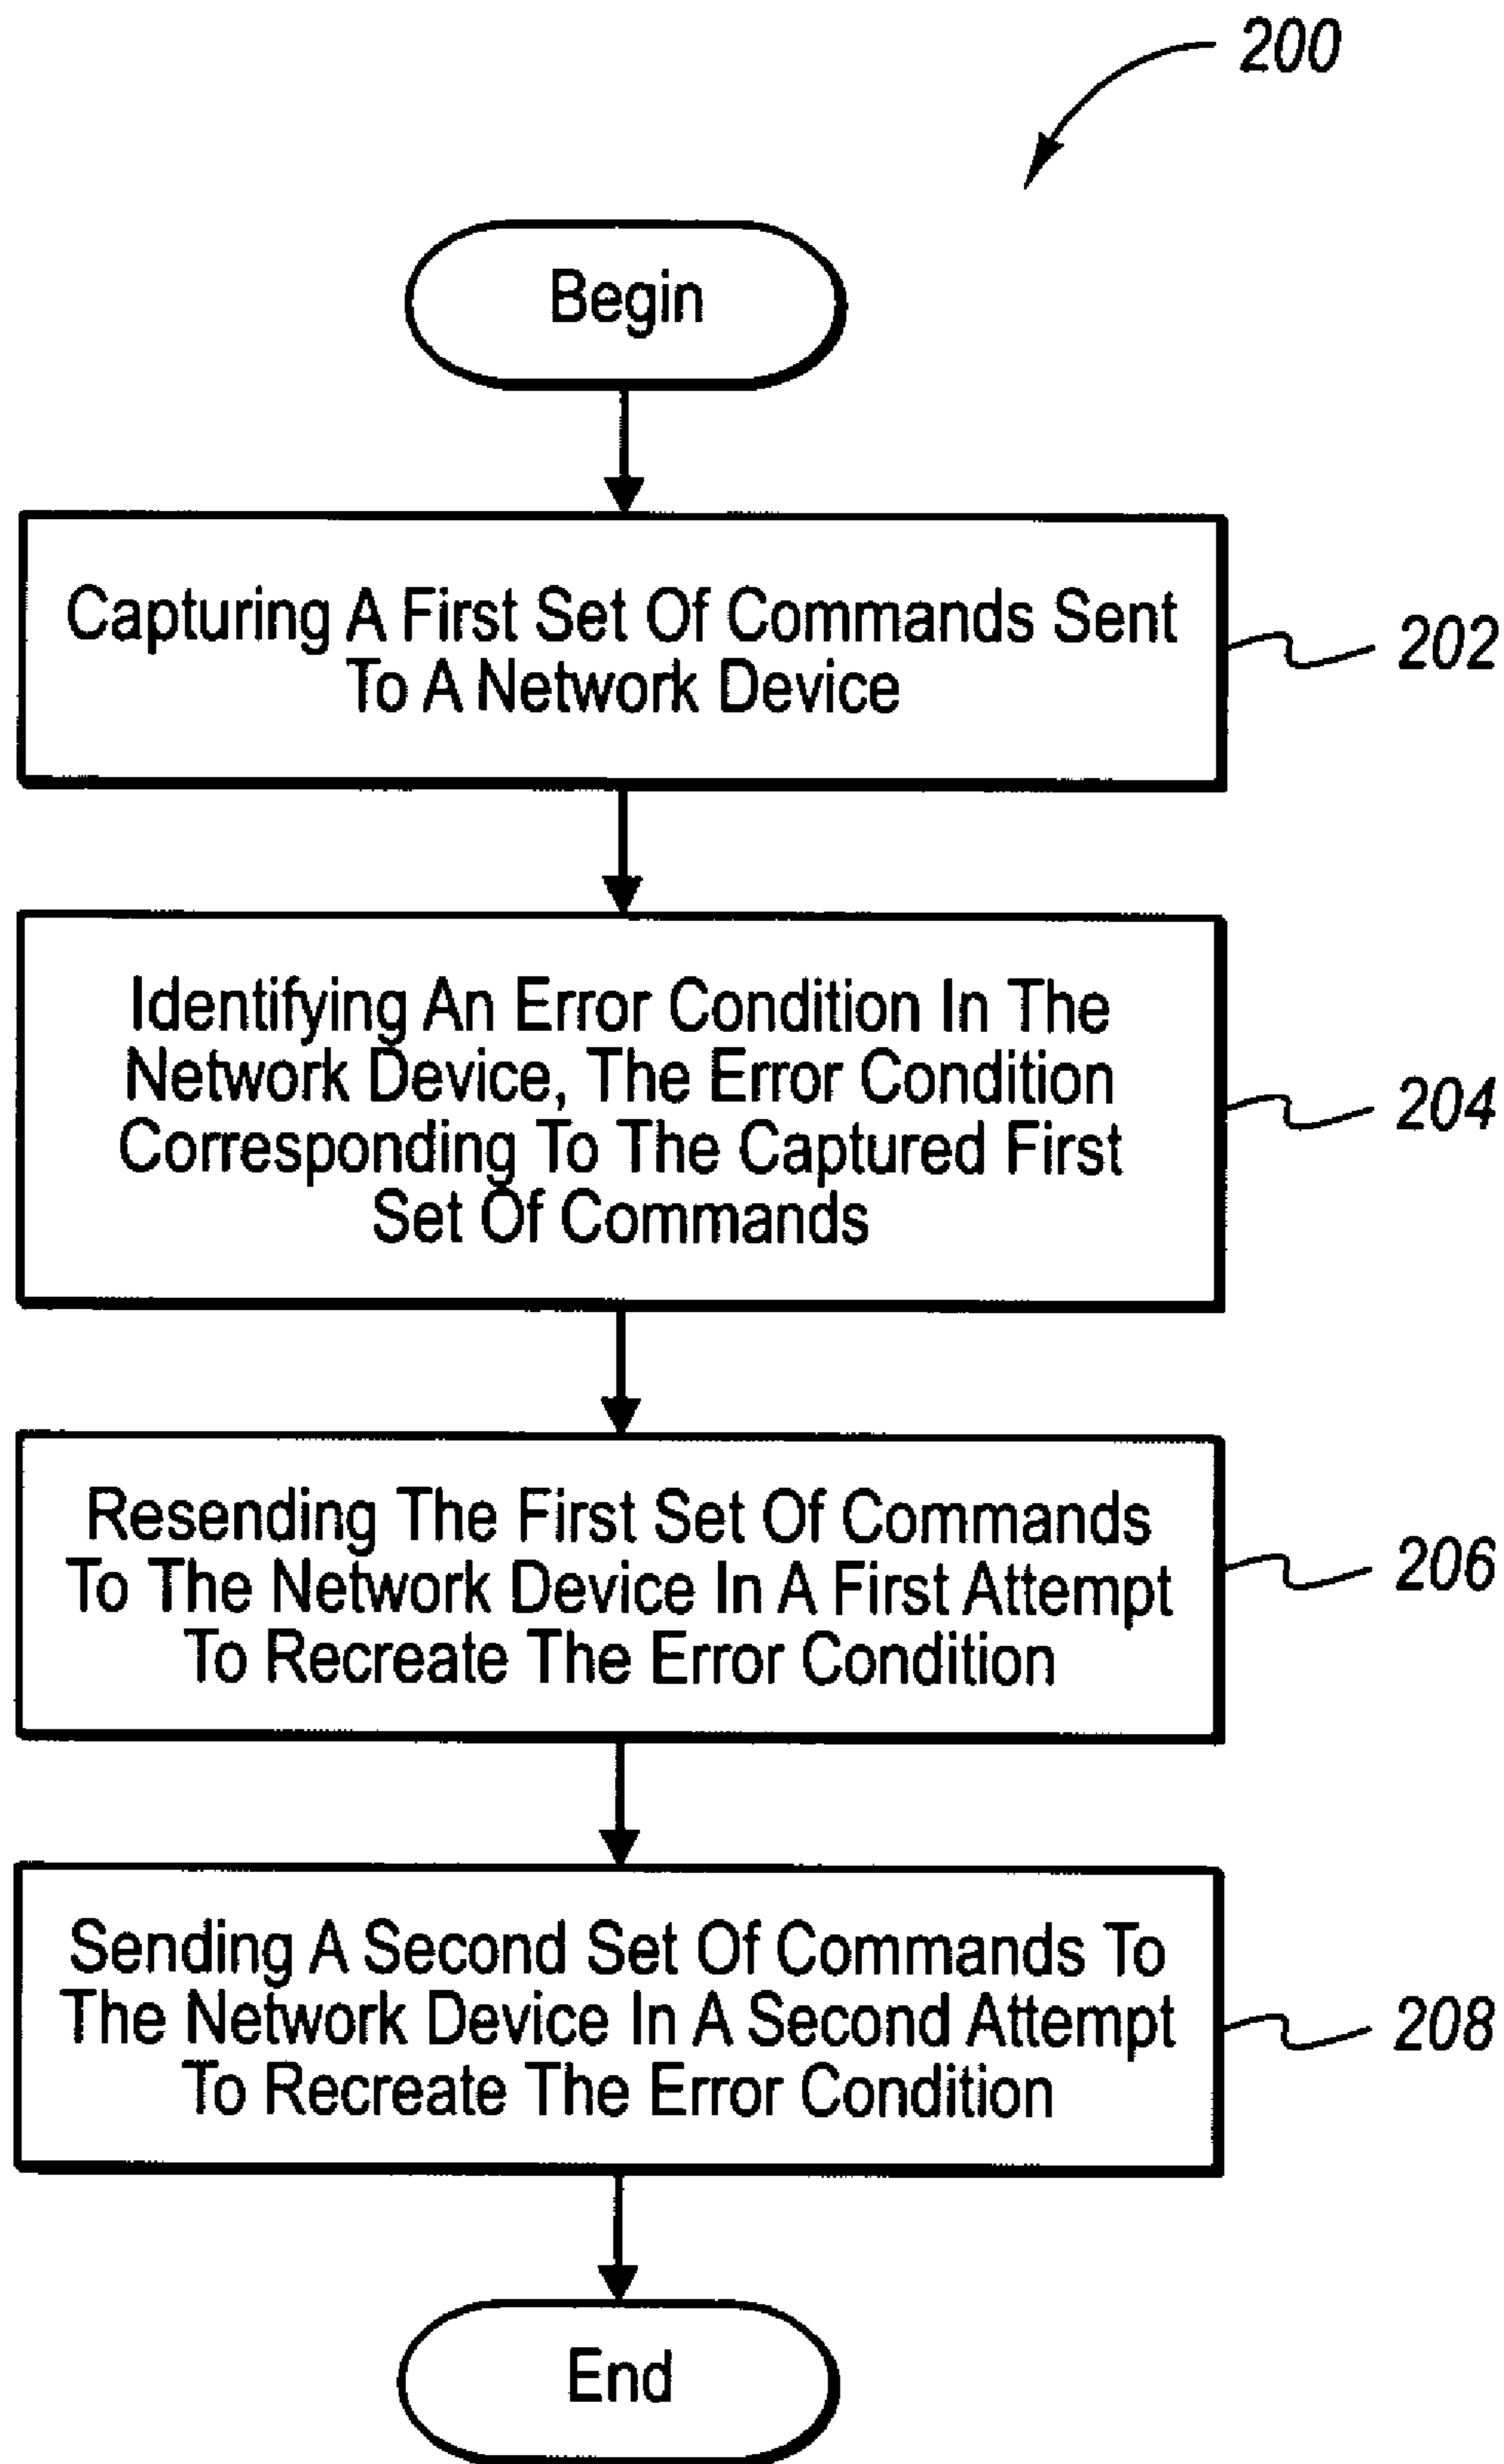 200
Begin
Capturing A First Set Of Commands Sent
To A Network Device
202
Identifying An Error Condition In The
Network Device, The Error Condition
Corresponding To The Captured First
Set Of Commands
204
Resending The First Set Of Commands
To The Network Device In A First Attempt
To Recreate The Error Condition
206
Sending A Second Set Of Commands To
The Network Device In A Second Attempt
To Recreate The Error Condition
208
End